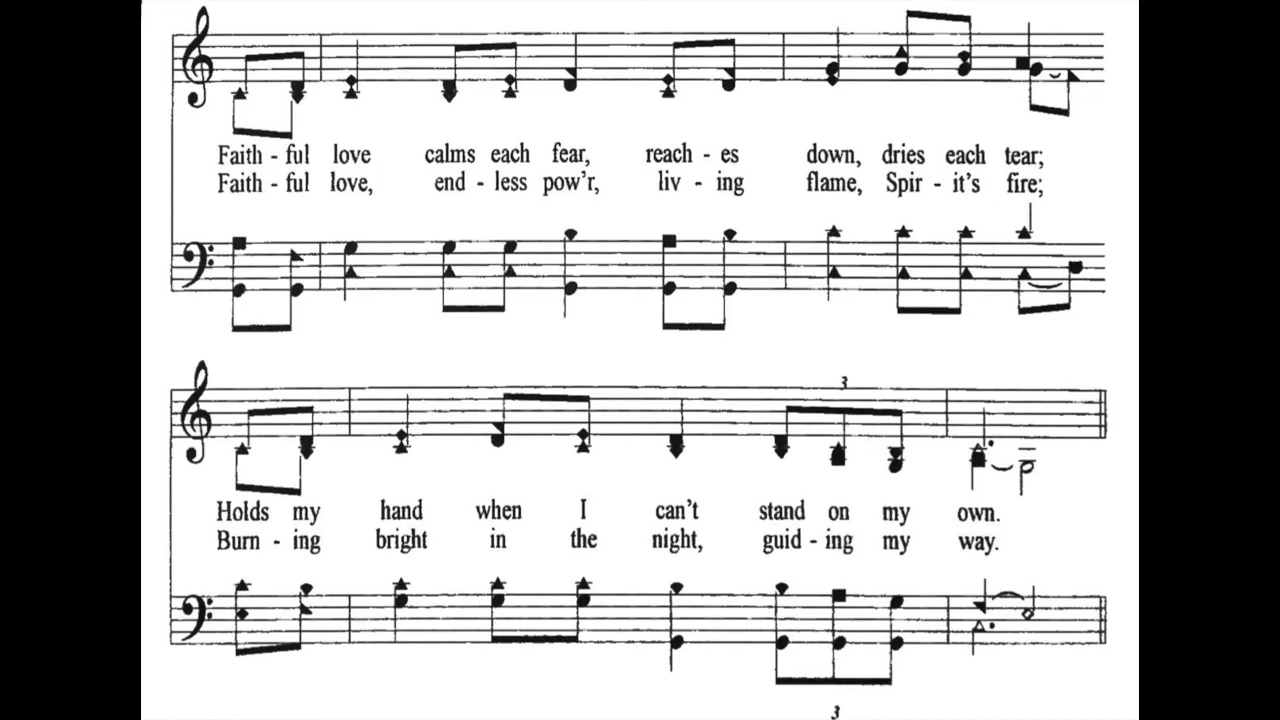 Faith - ful love calms each fear, reach - es down, dries each tear;
Faith - ful love, end - less pow'r, liv - ing flame, Spir - it's fire;
3
Holds my hand when I can't stand on my own.
Burn - ing bright in the night, guid - ing my way.
3